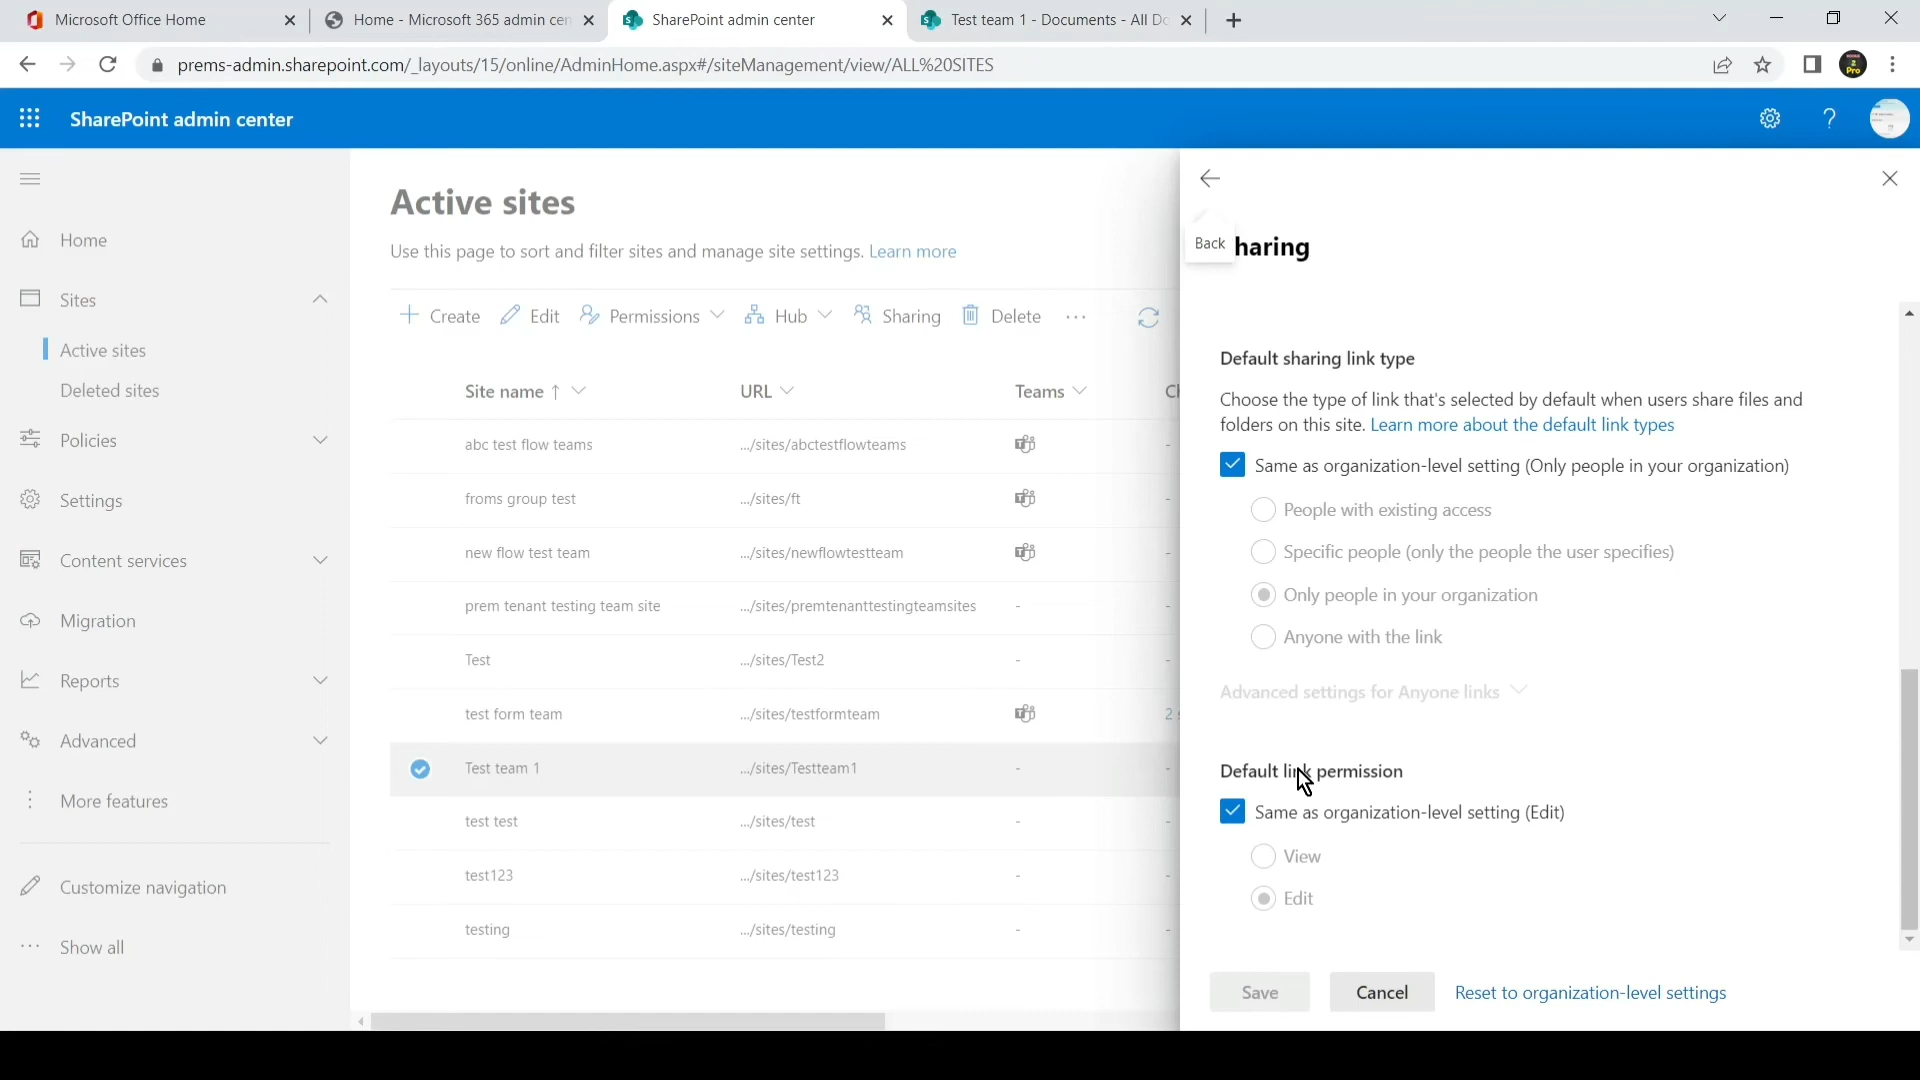 Microsoft Office Home
Home - Microsoft 365 admin cen
SharePoint admin center
Test team 1 - Documents - All Do
prems-admin.sharepoint.com/_layouts/15/online/AdminHome.aspx#/siteManagement/view/ALL%20SITES
2
Pro
SharePoint admin center
Home
Sites
Active sites
Deleted sites
Policies
Settings
Content services
Migration
Reports
Advanced
More features
Customize navigation
Show all
Active sites
Use this page to sort and filter sites and manage site settings. Learn more
Create Edit Permissions Hub Sharing Delete
Site name ↑ URL Teams
abc test flow teams .../sites/abctestflowteams -
froms group test .../sites/ft -
new flow test team .../sites/newflowtestteam -
prem tenant testing team site .../sites/premtenanttestingteamsites - -
Test .../sites/Test2 - -
test form team .../sites/testformteam 2
Test team 1 .../sites/Testteam1 - -
test test .../sites/test - -
test123 .../sites/test123 - -
testing .../sites/testing - -
Back
haring
Default sharing link type
Choose the type of link that's selected by default when users share files and
folders on this site. Learn more about the default link types
Same as organization-level setting (Only people in your organization)
People with existing access
Specific people (only the people the user specifies)
Only people in your organization
Anyone with the link
Advanced settings for Anyone links
Default link permission
Same as organization-level setting (Edit)
View
Edit
Save Cancel Reset to organization-level settings